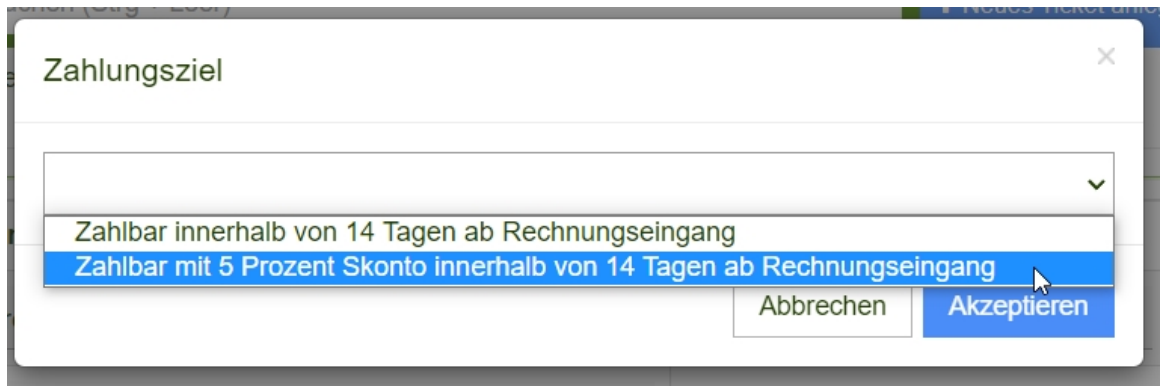 Zahlungsziel
×
Zahlbar innerhalb von 14 Tagen ab Rechnungseingang
Zahlbar mit 5 Prozent Skonto innerhalb von 14 Tagen ab Rechnungseingang
Abbrechen Akzeptieren